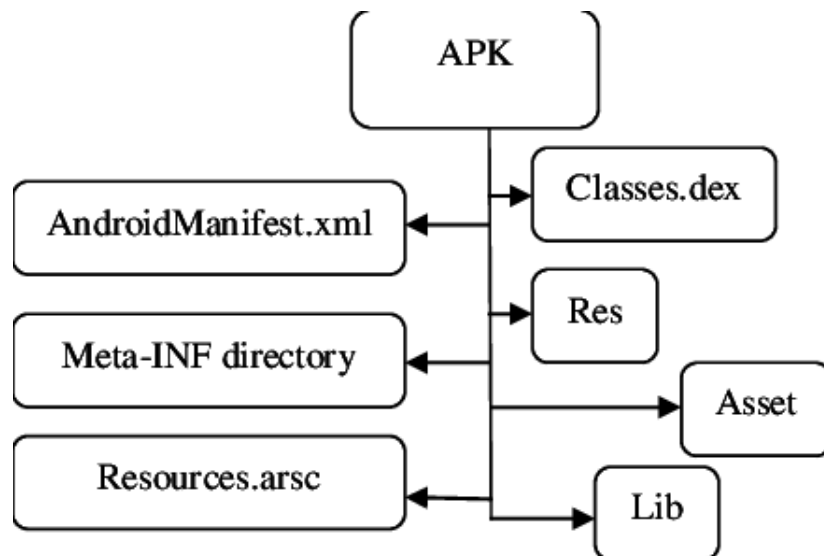 APK
Classes.dex
AndroidManifest.xml
Res
Meta-INF directory
Asset
Resources.arsc
Lib